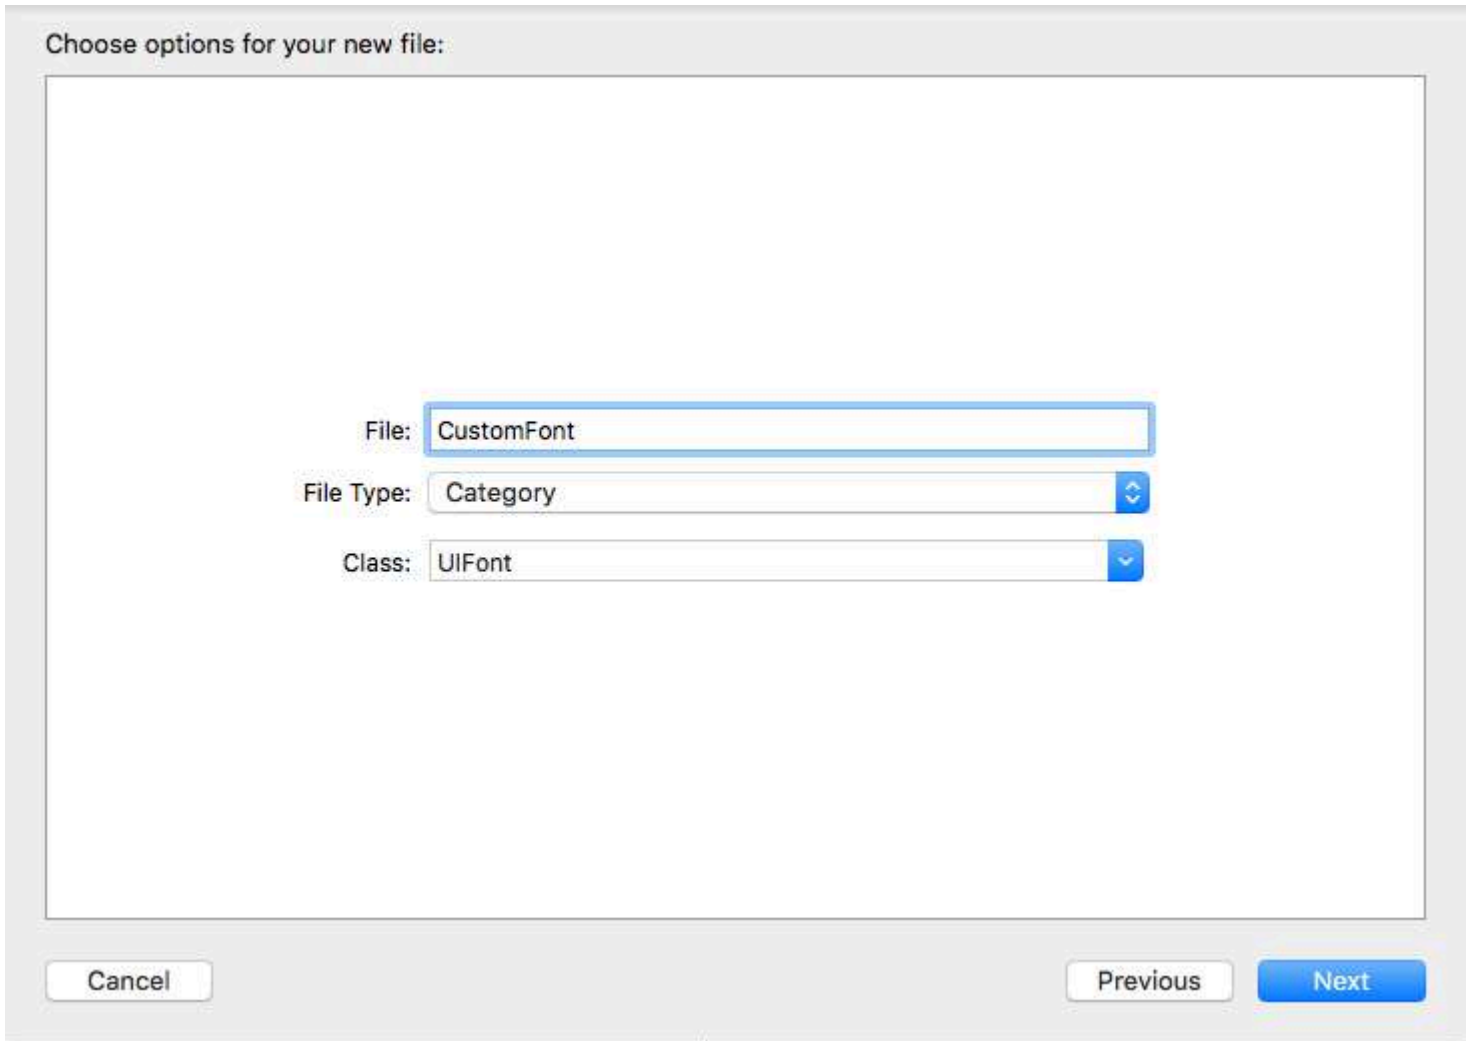 Choose options for your new file:
File: CustomFont
File Type: Category
Class: UIFont
Cancel Previous Next